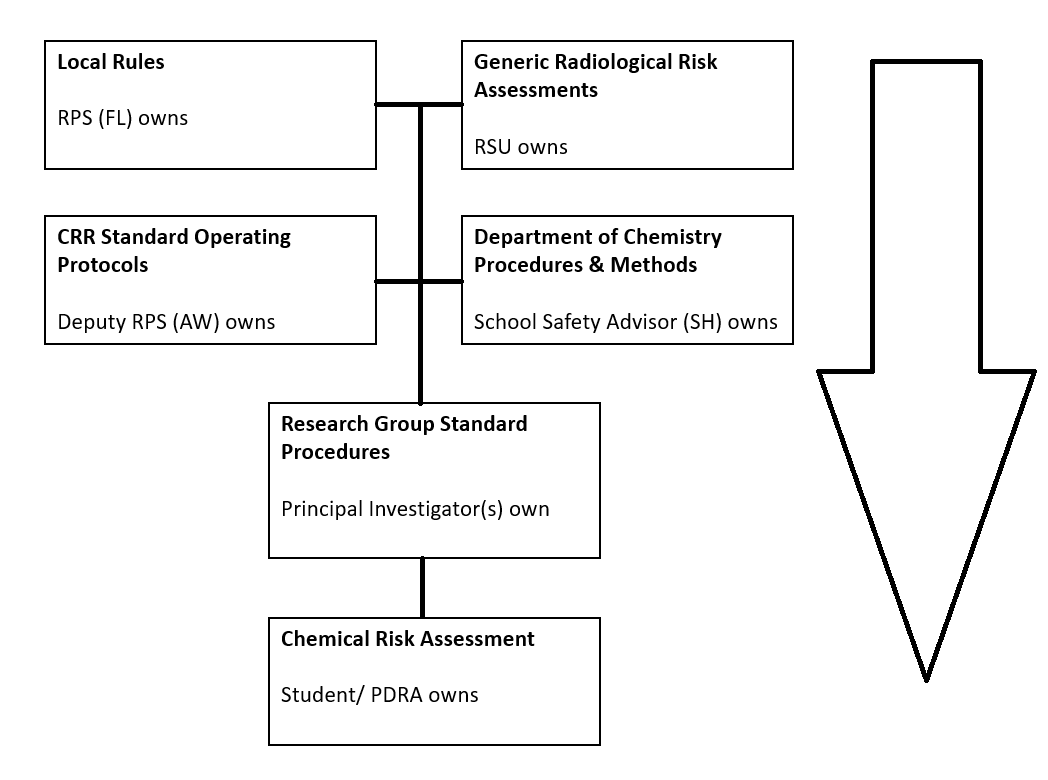 Local Rules
RPS (FL) owns
Generic Radiological Risk
Assessments
RSU owns
CRR Standard Operating
Protocols
Deputy RPS (AW) owns
Department of Chemistry
Procedures & Methods
School Safety Advisor (SH) owns
Research Group Standard
Procedures
Principal Investigator(s) own
Chemical Risk Assessment
Student/ PDRA owns